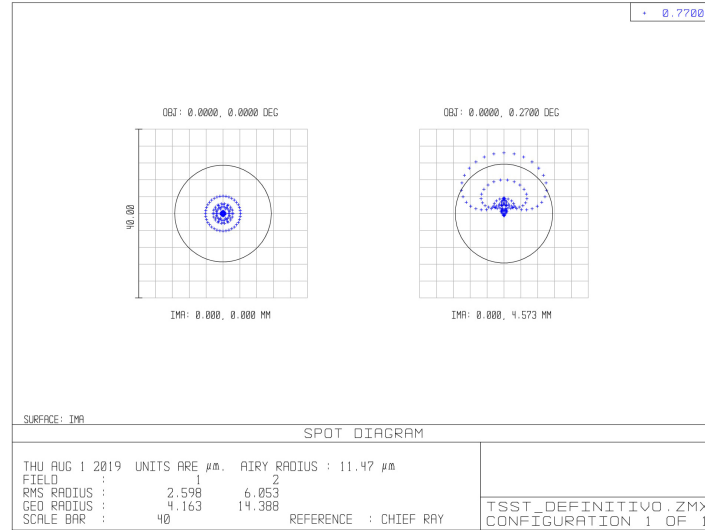 + 0.7700
OBJ: 0.0000, 0.0000 DEG
OBJ: 0.0000, 0.2700 DEG
40.00
IMA: 0.000, 0.000 MM
IMA: 0.000, 4.573 MM
SURFACE: IMA
SPOT DIAGRAM
THU AUG 1 2019 UNITS ARE µm. AIRY RADIUS : 11.47 µm
FIELD : 1 2
RMS RADIUS : 2.598 6.053
GEO RADIUS : 4.163 14.388
SCALE BAR : 40 REFERENCE : CHIEF RAY
TSST_DEFINITIVO.ZMX
CONFIGURATION 1 OF 1